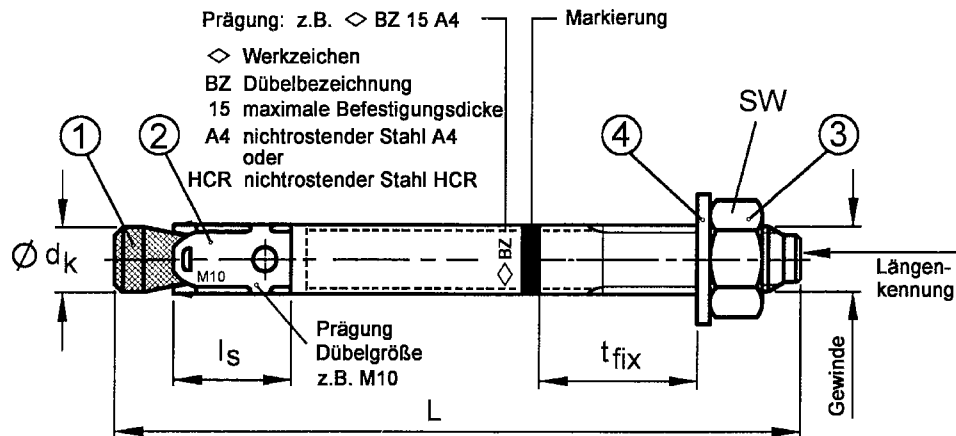 Prägung: z.B. ◇ BZ 15 A4
Markierung
◇ Werkzeichen
BZ Dübelbezeichnung
15 maximale Befestigungsdicke
A4 nichtrostender Stahl A4
oder
HCR nichtrostender Stahl HCR
SW
1
2
4
3
Ø dk
M10
◇ BZ
Längen-
kennung
Prägung
Dübelgröße
z.B. M10
ls
tfix
Gewinde
L